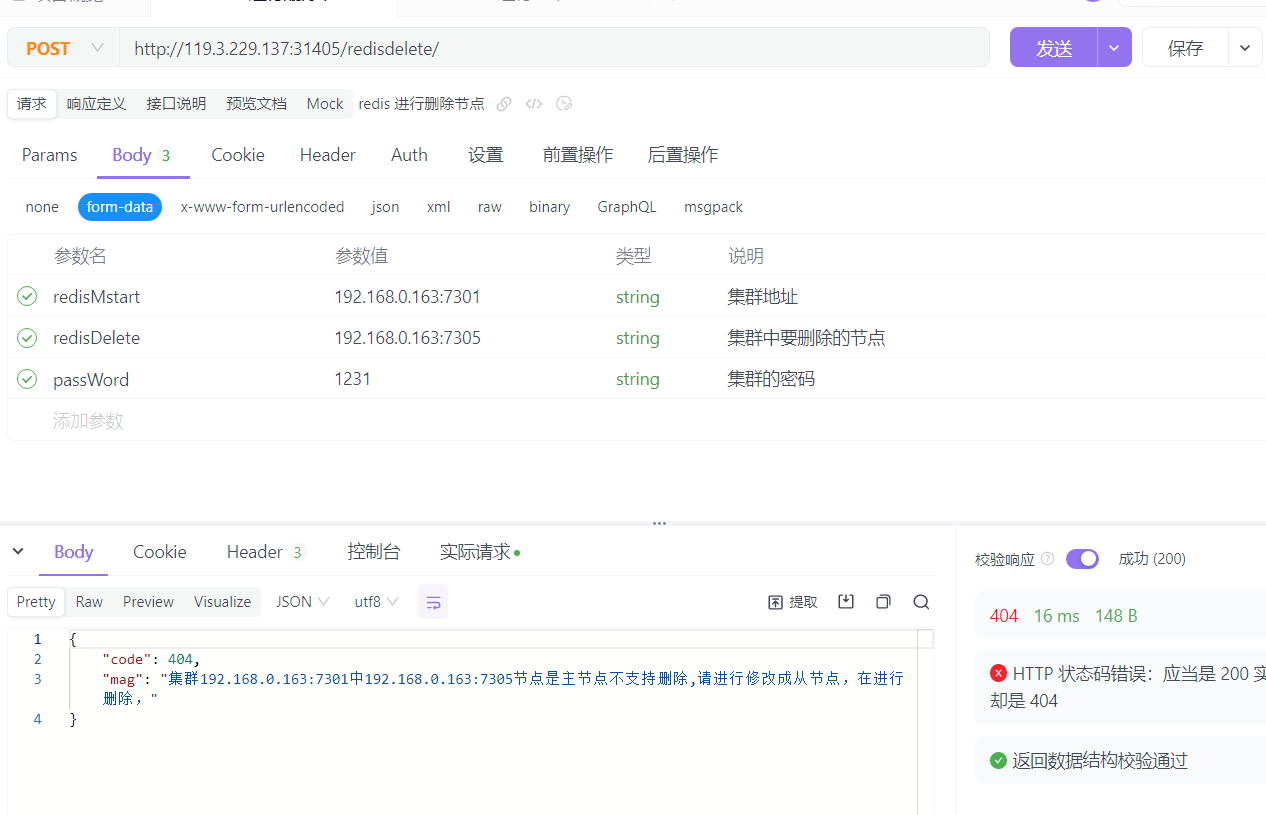 POST http://119.3.229.137:31405/redisdelete/ 发送 保存
请求 响应定义 接口说明 预览文档 Mock redis 进行删除节点
Params Body 3 Cookie Header Auth 设置 前置操作 后置操作
none form-data x-www-form-urlencoded json xml raw binary GraphQL msgpack
参数名 参数值 类型 说明
redisMstart 192.168.0.163:7301 string 集群地址
redisDelete 192.168.0.163:7305 string 集群中要删除的节点
passWord 1231 string 集群的密码
添加参数
Body Cookie Header 3 控制台 实际请求
校验响应 成功 (200)
Pretty Raw Preview Visualize JSON utf8 提取
404 16 ms 148 B
1 {
2 "code": 404,
3 "mag": "集群192.168.0.163:7301中192.168.0.163:7305节点是主节点不支持删除,请进行修改成从节点，在进行
删除，"
4 }
HTTP 状态码错误：应当是 200 实
却是 404
返回数据结构校验通过